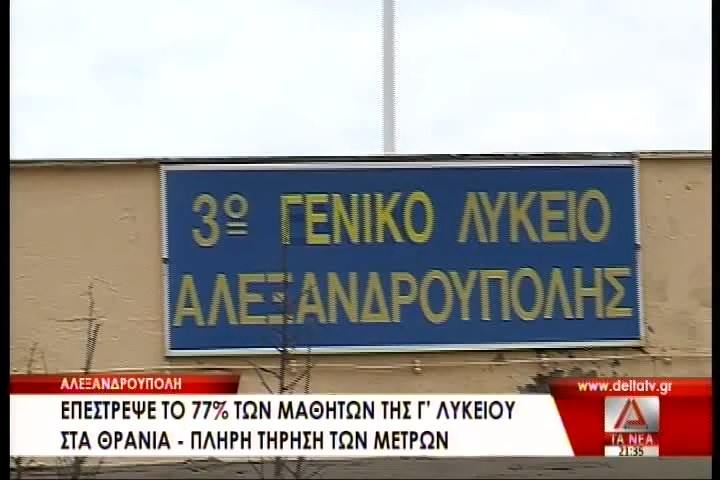 3ο ΓΕΝΙΚΟ ΛΥΚΕΙΟ
ΑΛΕΞΑΝΔΡΟΥΠΟΛΗΣ
ΑΛΕΞΑΝΔΡΟΥΠΟΛΗ
www.deltatv.gr
ΕΠΕΣΤΡΕΨΕ ΤΟ 77% ΤΩΝ ΜΑΘΗΤΩΝ ΤΗΣ Γ' ΛΥΚΕΙΟΥ
ΣΤΑ ΘΡΑΝΙΑ - ΠΛΗΡΗ ΤΗΡΗΣΗ ΤΩΝ ΜΕΤΡΩΝ
ΤΑ ΝΕΑ
21:35